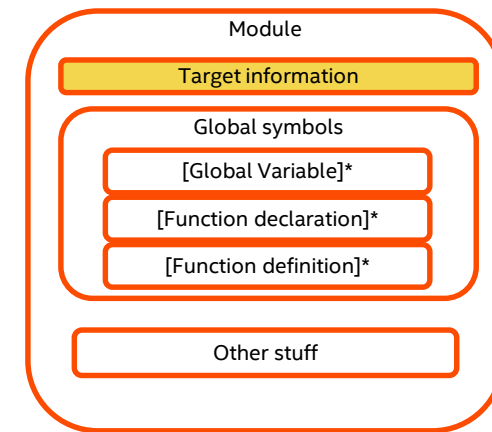 Module
Target information
Global symbols
[Global Variable]*
[Function declaration]*
[Function definition]*
Other stuff